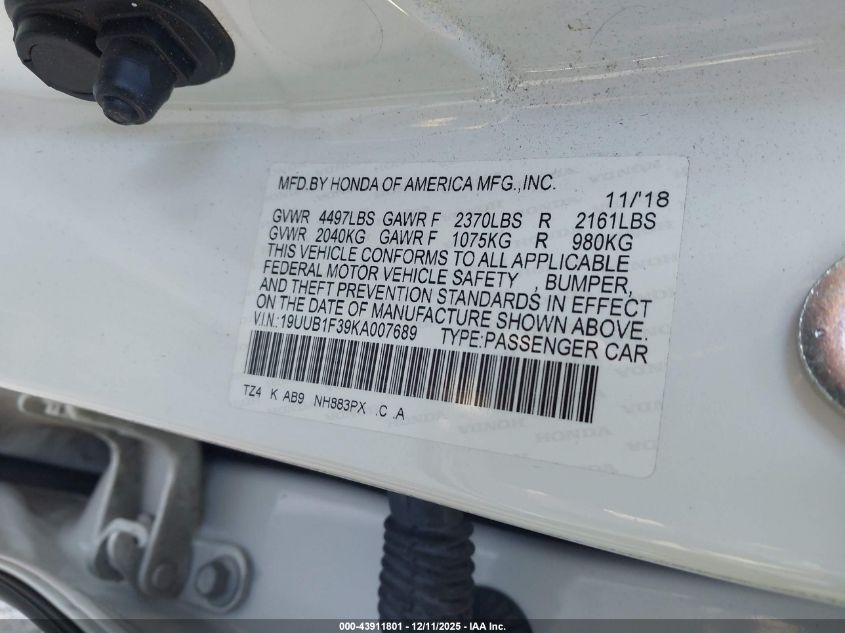 MFD.BY HONDA OF AMERICA MFG.,INC.
11/'18
GVWR 4497LBS GAWR F 2370LBS R 2161LBS
GVWR 2040KG GAWR F 1075KG R 980KG
THIS VEHICLE CONFORMS TO ALL APPLICABLE
FEDERAL MOTOR VEHICLE SAFETY , BUMPER,
AND THEFT PREVENTION STANDARDS IN EFFECT
ON THE DATE OF MANUFACTURE SHOWN ABOVE.
V.I.N.:19UUB1F39KA007689 TYPE:PASSENGER CAR
TZ4 K AB9 NH883PX .C .A
HONDA HONDA HONDA
000-43911801 - 12/11/2025 - IAA Inc.